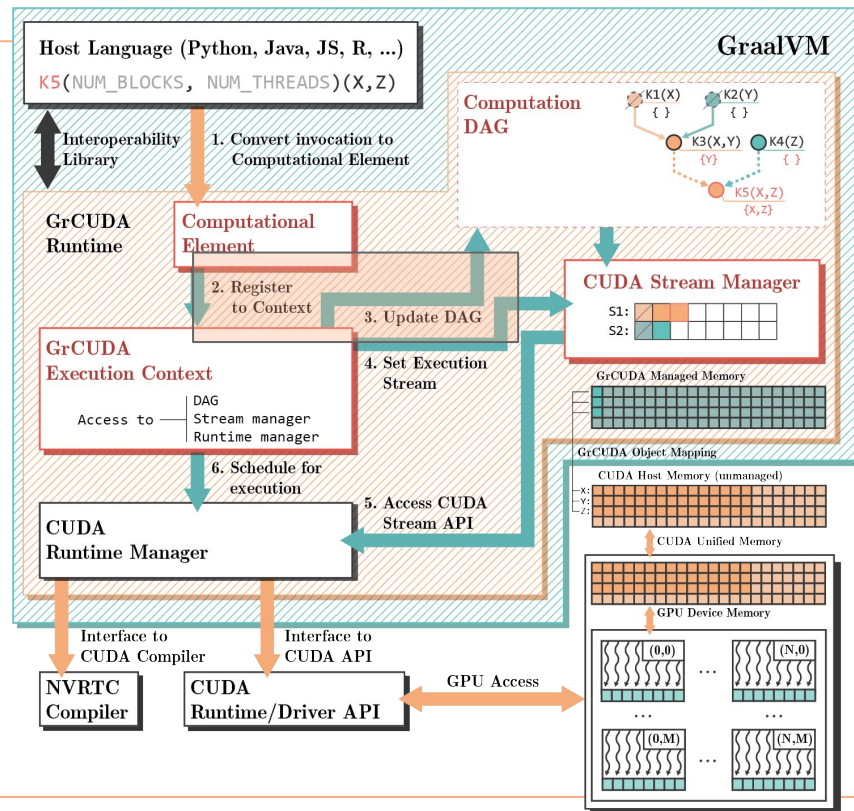 Host Language (Python, Java, JS, R, ...)
K5(NUM_BLOCKS, NUM_THREADS)(X,Z)
GraalVM
Interoperability
Library
1. Convert invocation to
Computational Element
Computation
DAG
K1(X)
{ }
K2(Y)
{ }
K3(X,Y)
{Y}
K4(Z)
{ }
K5(X,Z)
{X,Z}
GrCUDA
Runtime
Computational
Element
2. Register
to Context
3. Update DAG
CUDA Stream Manager
S1:
S2:
GrCUDA
Execution Context
Access to
DAG
Stream manager
Runtime manager
4. Set Execution
Stream
GrCUDA Managed Memory
GrCUDA Object Mapping
6. Schedule for
execution
5. Access CUDA
Stream API
CUDA Host Memory (unmanaged)
X:
Y:
Z:
CUDA
Runtime Manager
CUDA Unified Memory
GPU Device Memory
Interface to
CUDA Compiler
Interface to
CUDA API
NVRTC
Compiler
CUDA
Runtime/Driver API
GPU Access
(0,0)
...
(N,0)
...
...
(0,M)
...
(N,M)